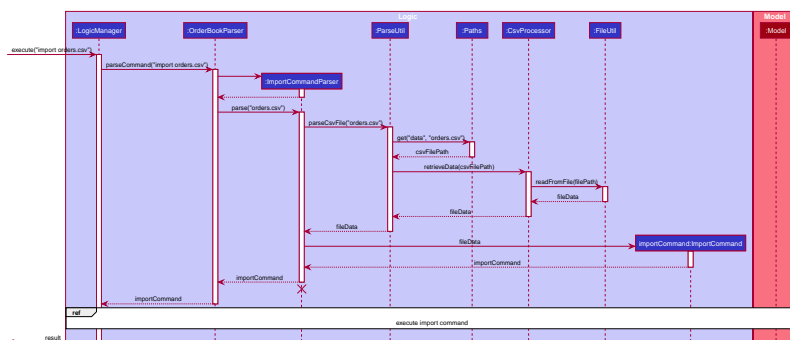 Logic
Model
:LogicManager
:OrderBookParser
:ParseUtil
:Paths
:CsvProcessor
:FileUtil
:Model
execute("import orders.csv")
parseCommand("import orders.csv")
:ImportCommandParser
parse("orders.csv")
parseCsvFile("orders.csv")
get("data", "orders.csv")
csvFilePath
retrieveData(csvFilePath)
readFromFile(filePath)
fileData
fileData
fileData
fileData
importCommand:ImportCommand
importCommand
importCommand
importCommand
ref
execute import command
result